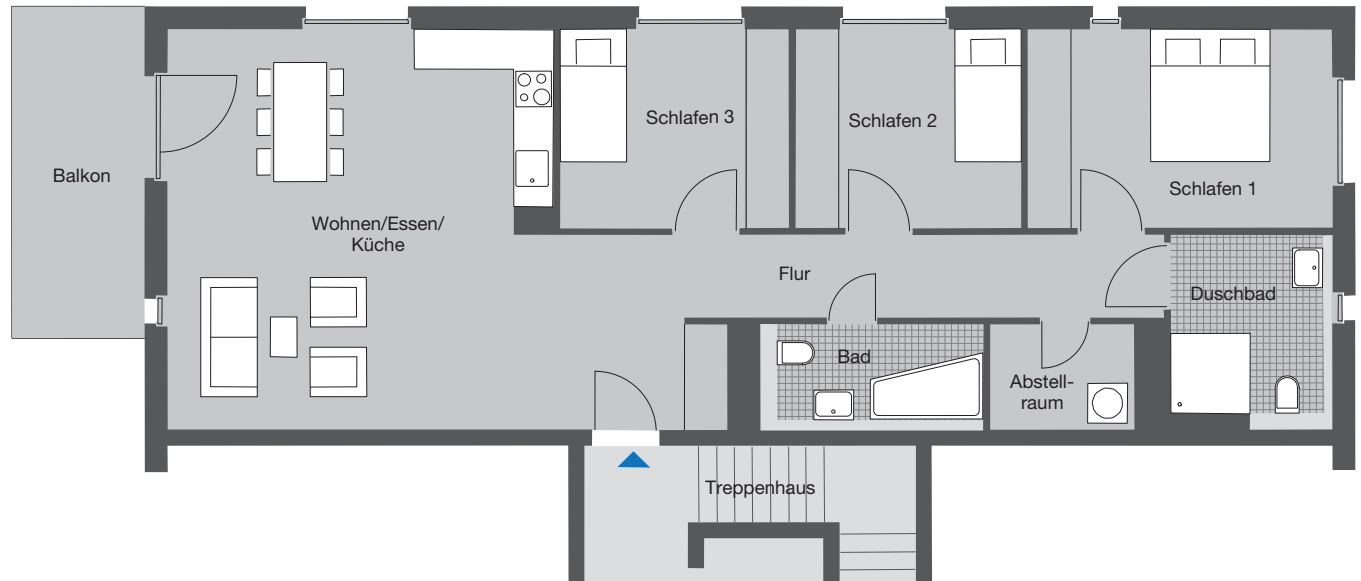 Balkon
Wohnen/Essen/
Küche
Schlafen 3
Schlafen 2
Schlafen 1
Flur
Duschbad
Bad
Abstell-
raum
Treppenhaus